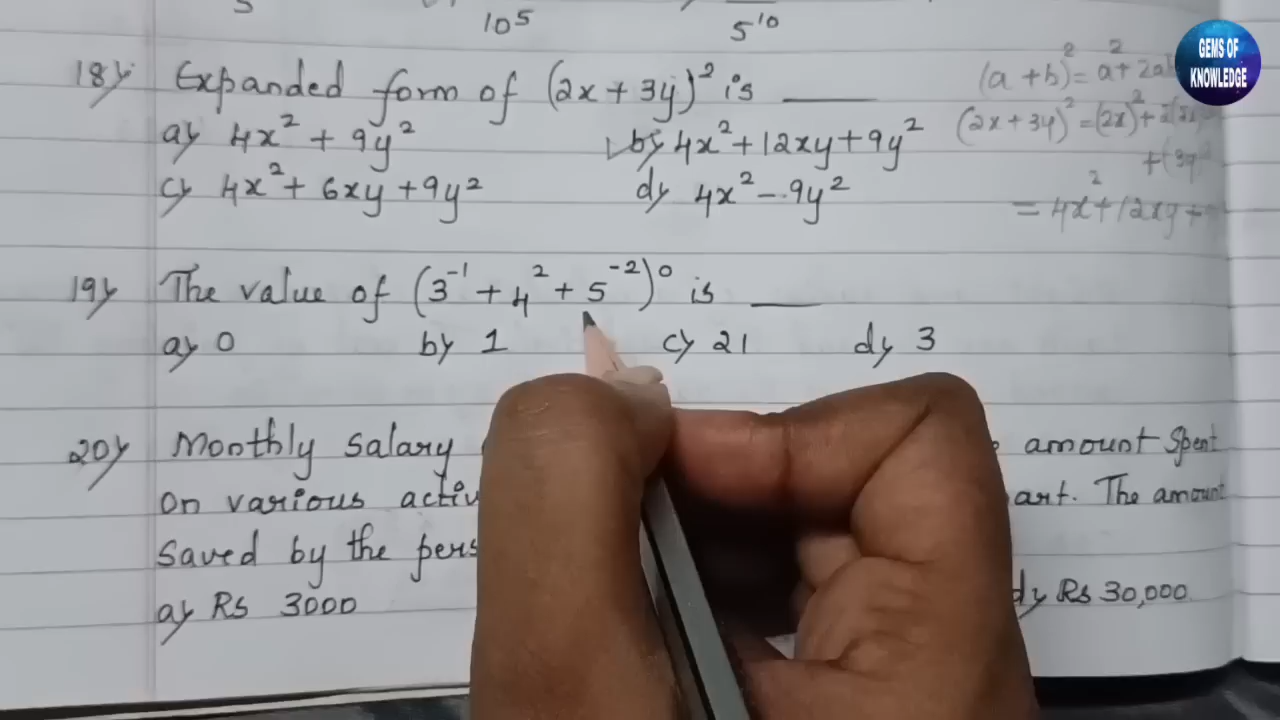 5
10⁵
5¹⁰
GEMS OF
KNOWLEDGE
18) Expanded form of (2x + 3y)² is ____
a) 4x² + 9y² b) 4x² + 12xy + 9y²
c) 4x² + 6xy + 9y² d) 4x² - 9y²
(a + b)² = a² + 2ab
(2x + 3y)² = (2x)² + 2(2x)
+ (3y
= 4x² + 12xy +
19) The value of (3⁻¹ + 4² + 5⁻²)⁰ is ____
a) 0 b) 1 c) 21 d) 3
20) Monthly salary amount spent
on various art. The amount
saved by the
a) Rs 3000 d) Rs 30,000